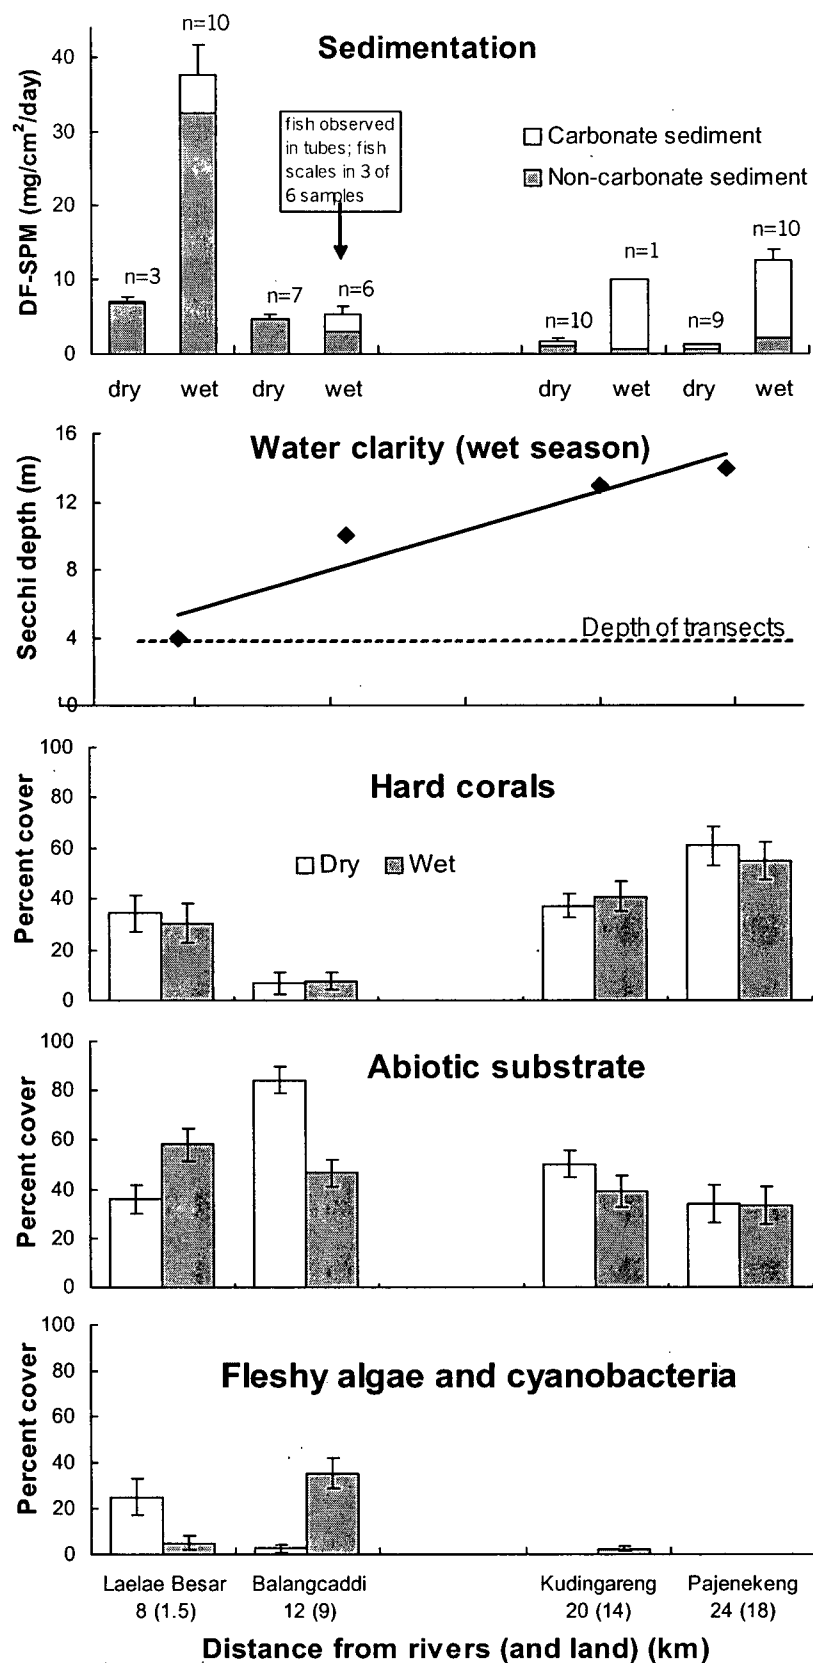 Sedimentation
DF-SPM (mg/cm²/day)
40
30
20
10
0
n=10
n=3
n=7
n=6
n=10
n=1
n=9
n=10
fish observed
in tubes; fish
scales in 3 of
6 samples
Carbonate sediment
Non-carbonate sediment
dry wet dry wet dry wet dry wet
Water clarity (wet season)
Secchi depth (m)
16
12
8
4
0
Depth of transects
Hard corals
Percent cover
100
80
60
40
20
0
Dry Wet
Abiotic substrate
Percent cover
100
80
60
40
20
0
Fleshy algae and cyanobacteria
Percent cover
100
80
60
40
20
0
Laelae Besar Balangcaddi Kudingareng Pajenekeng
8 (1.5) 12 (9) 20 (14) 24 (18)
Distance from rivers (and land) (km)